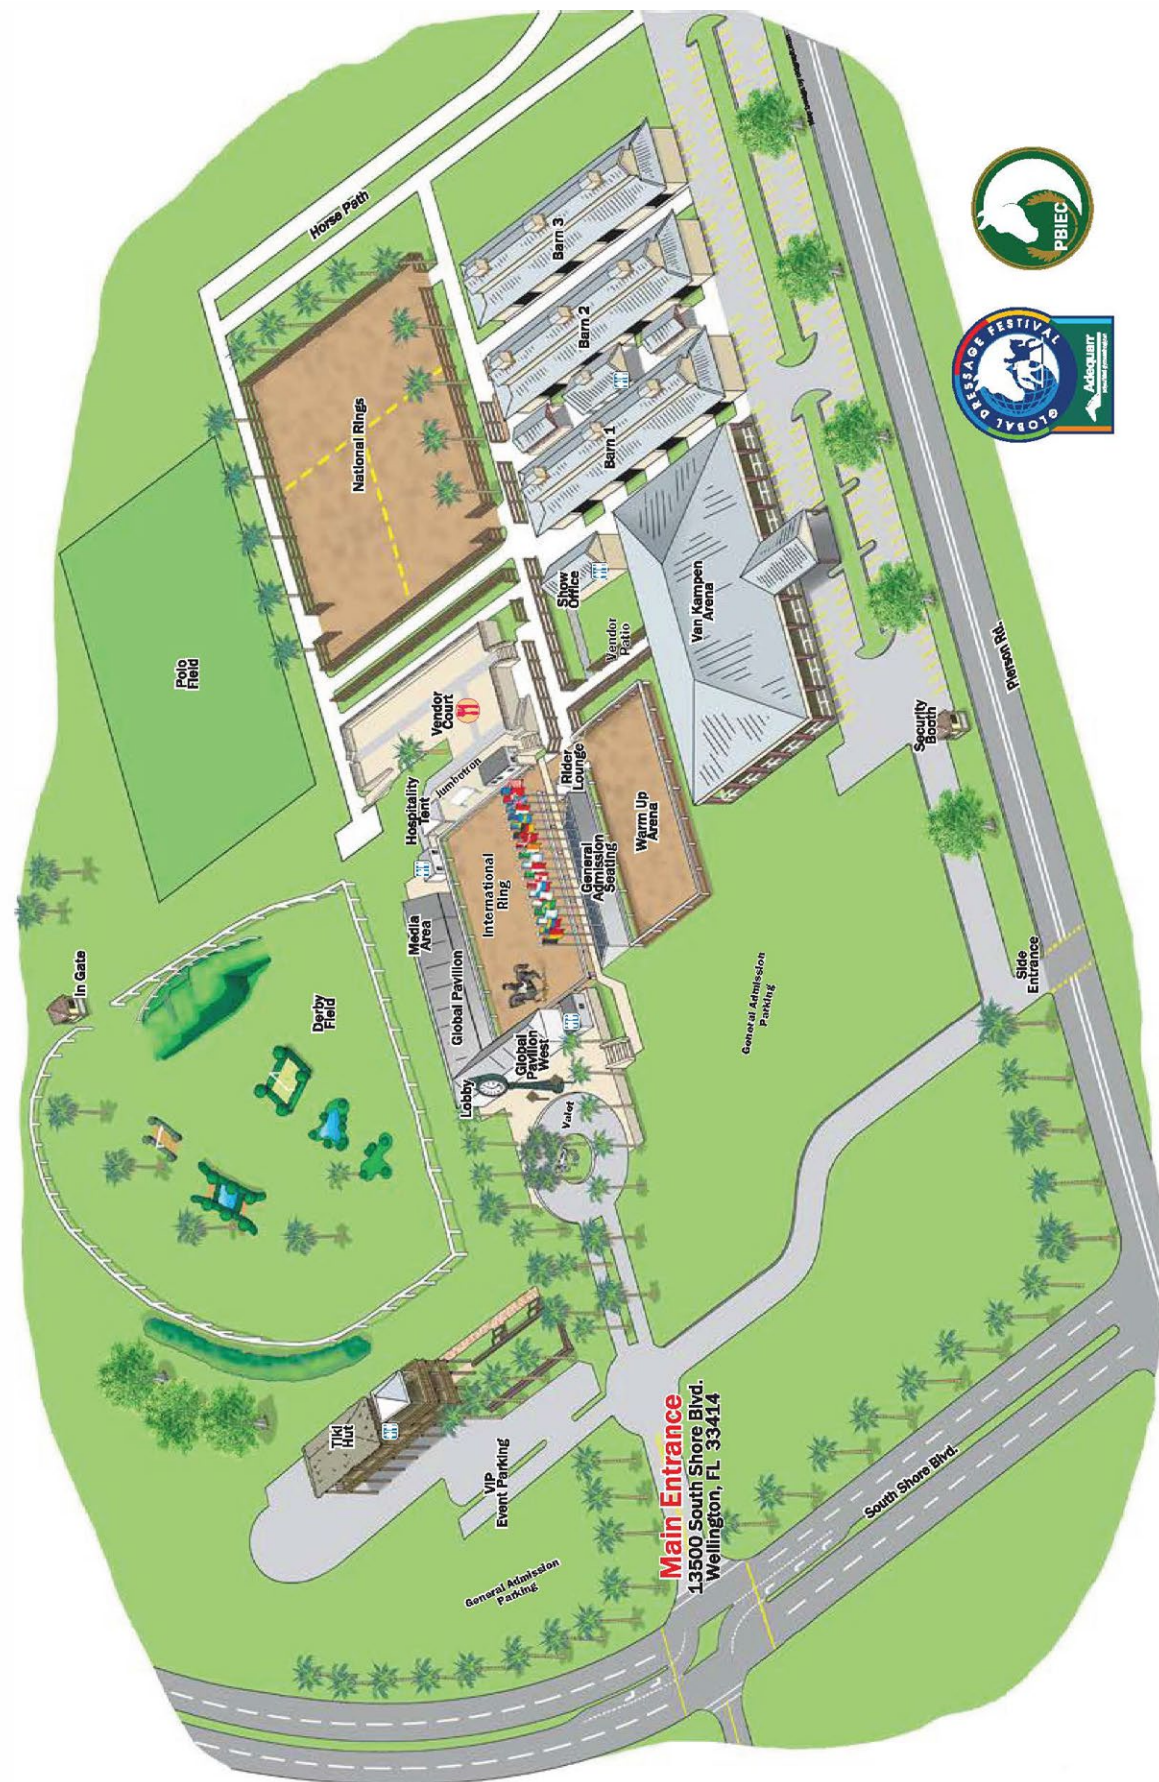 Horse Path
Barn 3
Barn 2
Barn 1
National Rings
Polo
Field
Show
Office
Vendor
Patio
Van Kampen
Arena
Vendor
Court
Jumbotron
Hospitality
Tent
Rider
Lounge
Warm Up
Arena
General
Admission
Seating
International
Ring
Media
Area
Global Pavilion
Global
Pavilion
West
Lobby
Valet
In Gate
Derby
Field
Security
Booth
Pierson Rd.
Side
Entrance
General Admission
Parking
Tiki
Hut
VIP
Event Parking
General Admission
Parking
Main Entrance
13500 South Shore Blvd.
Wellington, FL 33414
South Shore Blvd.
GLOBAL DRESSAGE FESTIVAL
Adequan
PBIEC